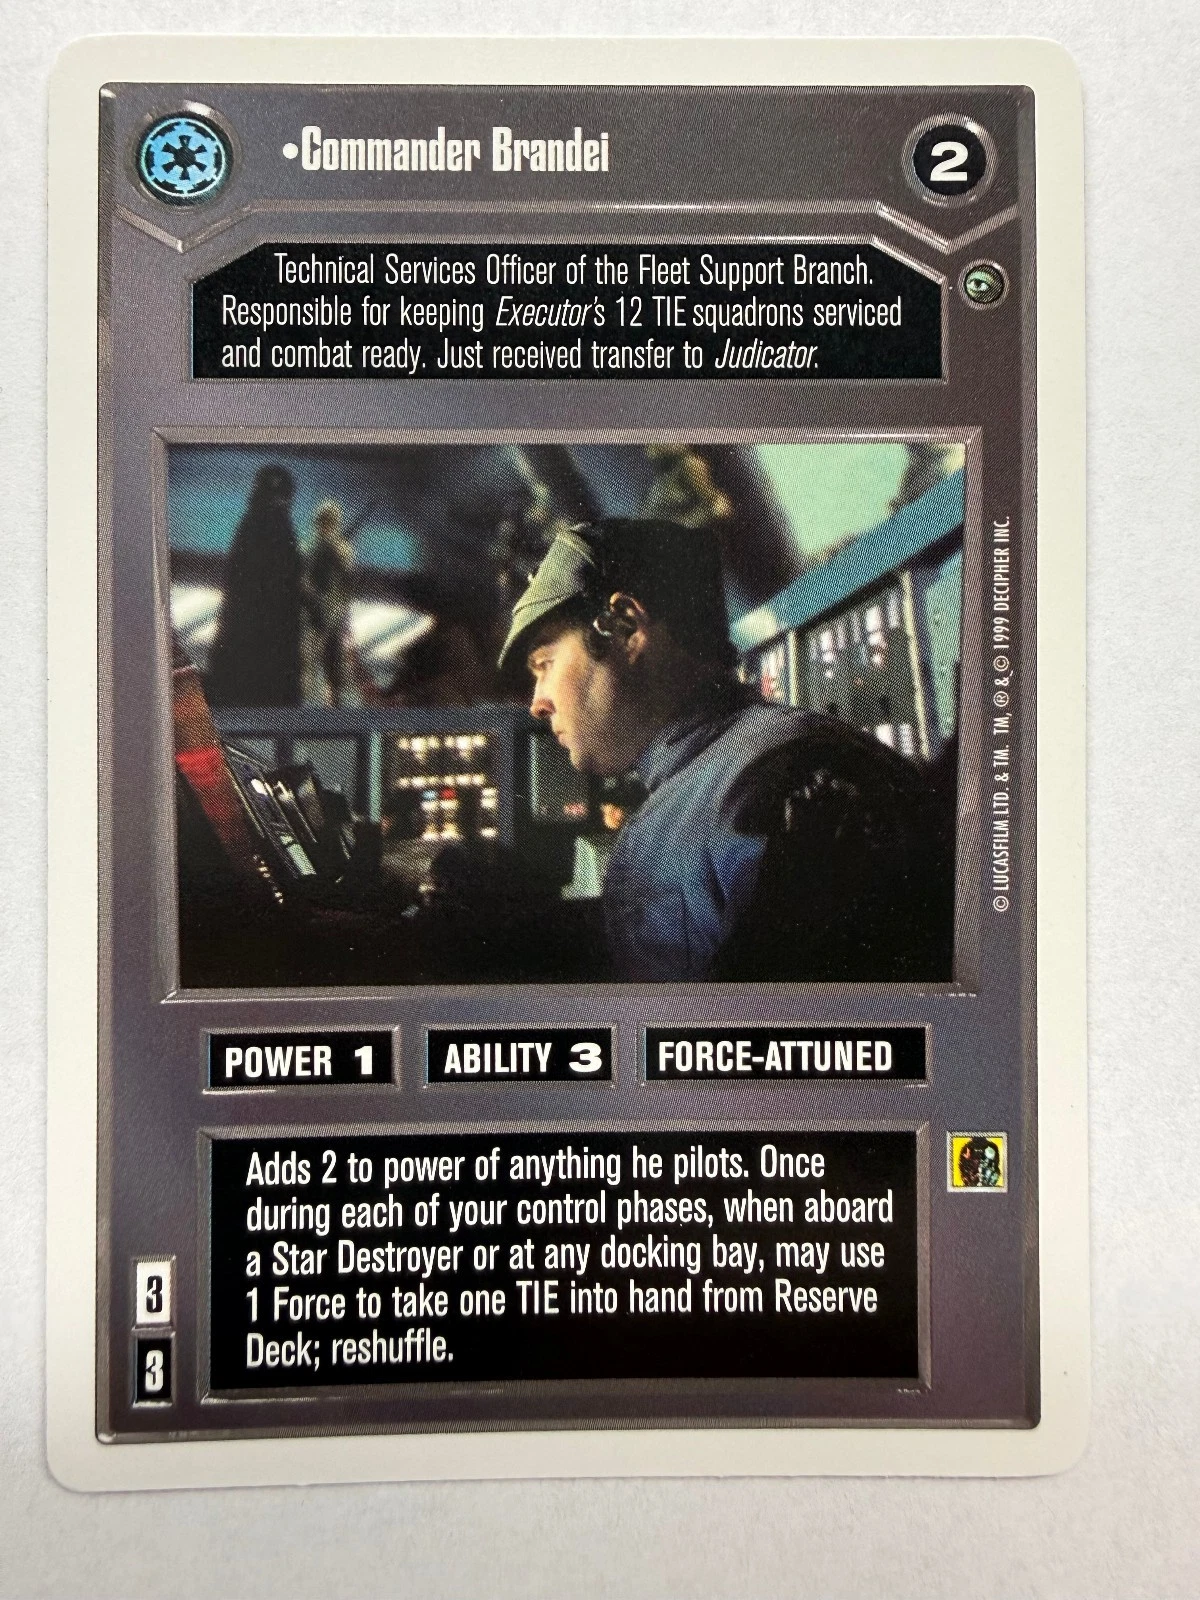 •Commander Brandei
2
Technical Services Officer of the Fleet Support Branch.
Responsible for keeping Executor's 12 TIE squadrons serviced
and combat ready. Just received transfer to Judicator.
© LUCASFILM LTD. & TM. TM, ® & © 1999 DECIPHER INC.
POWER 1
ABILITY 3
FORCE-ATTUNED
Adds 2 to power of anything he pilots. Once
during each of your control phases, when aboard
a Star Destroyer or at any docking bay, may use
1 Force to take one TIE into hand from Reserve
Deck; reshuffle.
3
3